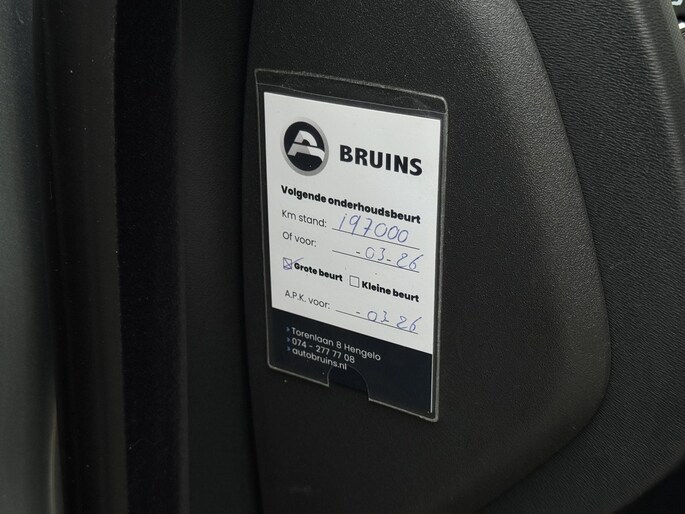 BRUINS
Volgende onderhoudsbeurt
Km stand: 197000
Of voor: -03-26
Grote beurt Kleine beurt
A.P.K. voor: -03-26
Torenlaan 8 Hengelo
074 - 277 77 08
autobruins.nl